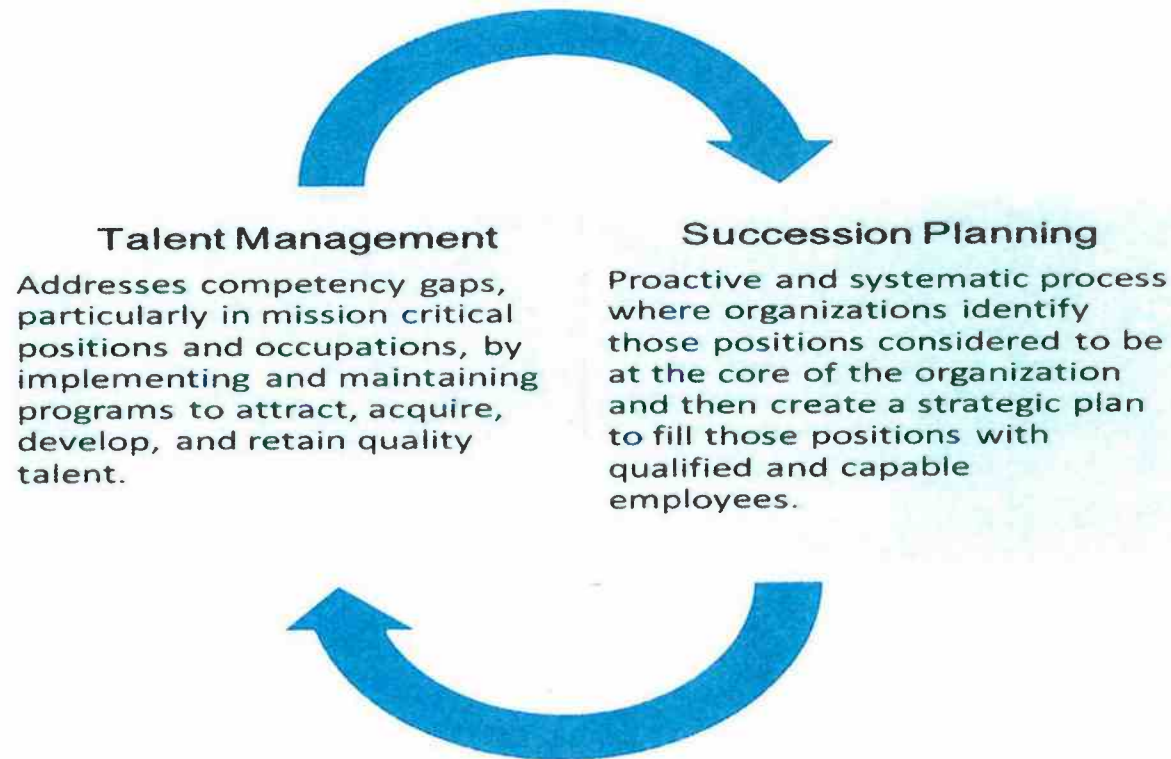 Talent Management
Addresses competency gaps,
particularly in mission critical
positions and occupations, by
implementing and maintaining
programs to attract, acquire,
develop, and retain quality
talent.
Succession Planning
Proactive and systematic process
where organizations identify
those positions considered to be
at the core of the organization
and then create a strategic plan
to fill those positions with
qualified and capable
employees.